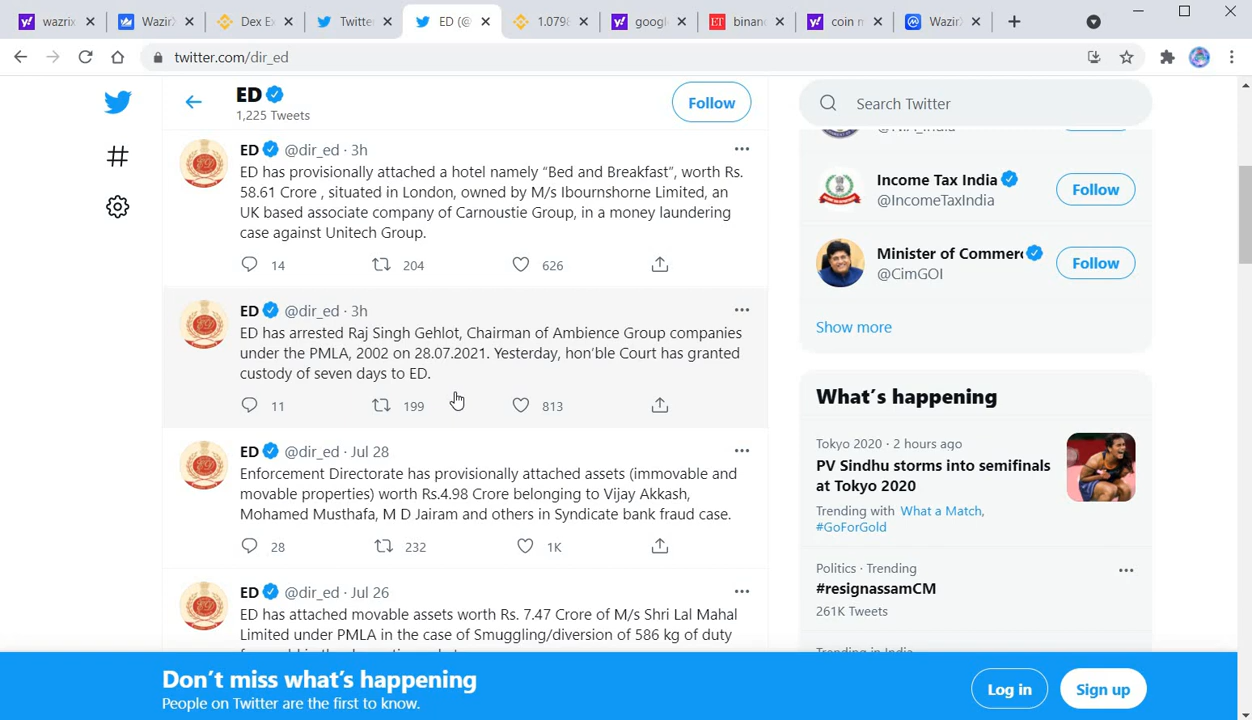 wazrix
WazirX
Dex Ex
Twitte
ED (@
1.0798
google
binanc
coin m
WazirX
twitter.com/dir_ed
ED
1,225 Tweets
Follow
Search Twitter
ED @dir_ed · 3h
ED has provisionally attached a hotel namely “Bed and Breakfast”, worth Rs.
58.61 Crore , situated in London, owned by M/s Ibournshorne Limited, an
UK based associate company of Carnoustie Group, in a money laundering
case against Unitech Group.
14 204 626
ED @dir_ed · 3h
ED has arrested Raj Singh Gehlot, Chairman of Ambience Group companies
under the PMLA, 2002 on 28.07.2021. Yesterday, hon’ble Court has granted
custody of seven days to ED.
11 199 813
ED @dir_ed · Jul 28
Enforcement Directorate has provisionally attached assets (immovable and
movable properties) worth Rs.4.98 Crore belonging to Vijay Akkash,
Mohamed Musthafa, M D Jairam and others in Syndicate bank fraud case.
28 232 1K
ED @dir_ed · Jul 26
ED has attached movable assets worth Rs. 7.47 Crore of M/s Shri Lal Mahal
Limited under PMLA in the case of Smuggling/diversion of 586 kg of duty
@NIA_India
Income Tax India
@IncomeTaxIndia
Follow
Minister of Commerc
@CimGOI
Follow
Show more
What’s happening
Tokyo 2020 · 2 hours ago
PV Sindhu storms into semifinals
at Tokyo 2020
Trending with What a Match,
#GoForGold
Politics · Trending
#resignassamCM
261K Tweets
Trending in India
Don’t miss what’s happening
People on Twitter are the first to know.
Log in
Sign up